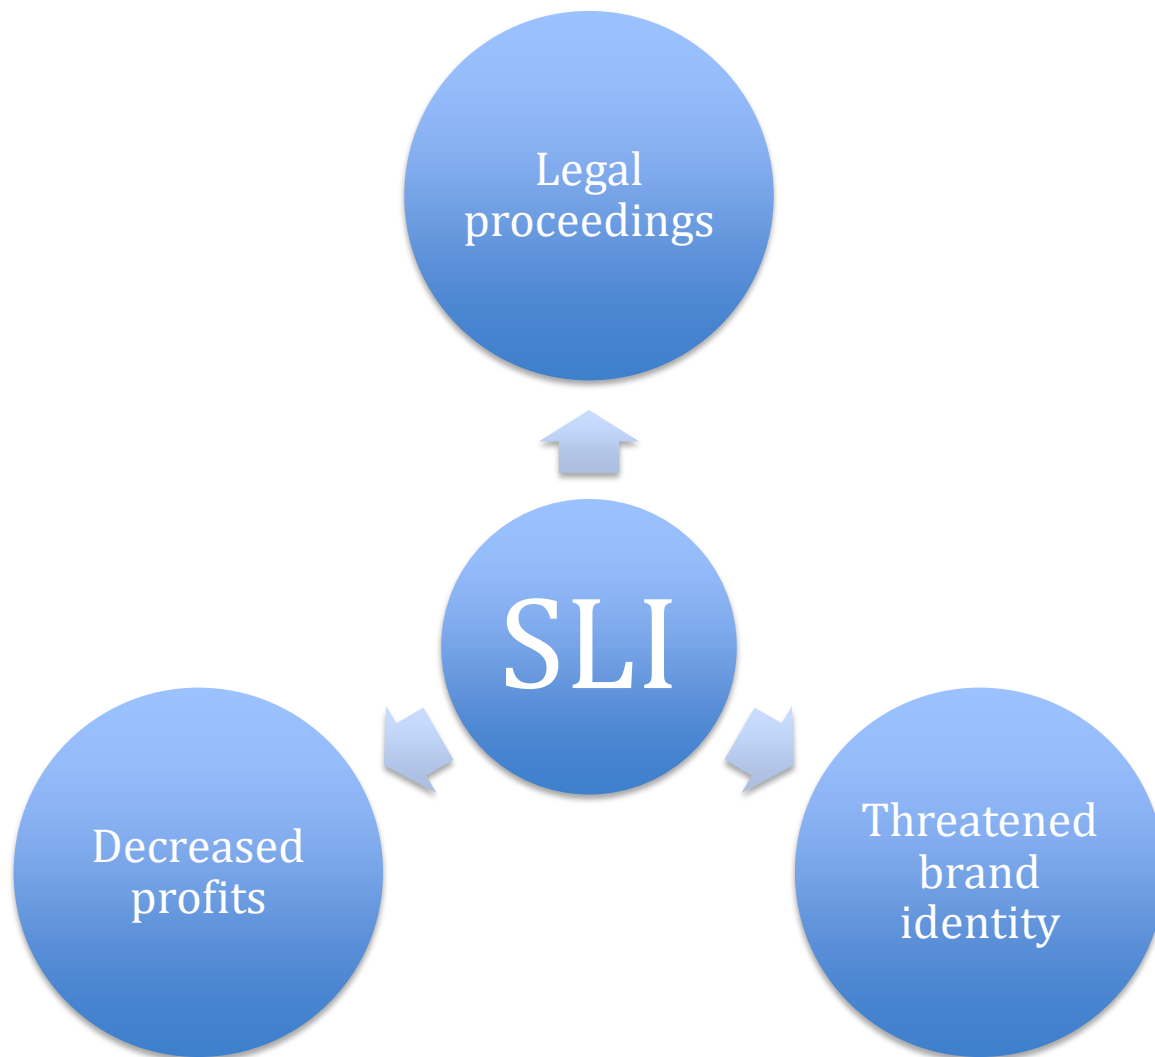 Legal
proceedings
SLI
Decreased
profits
Threatened
brand
identity